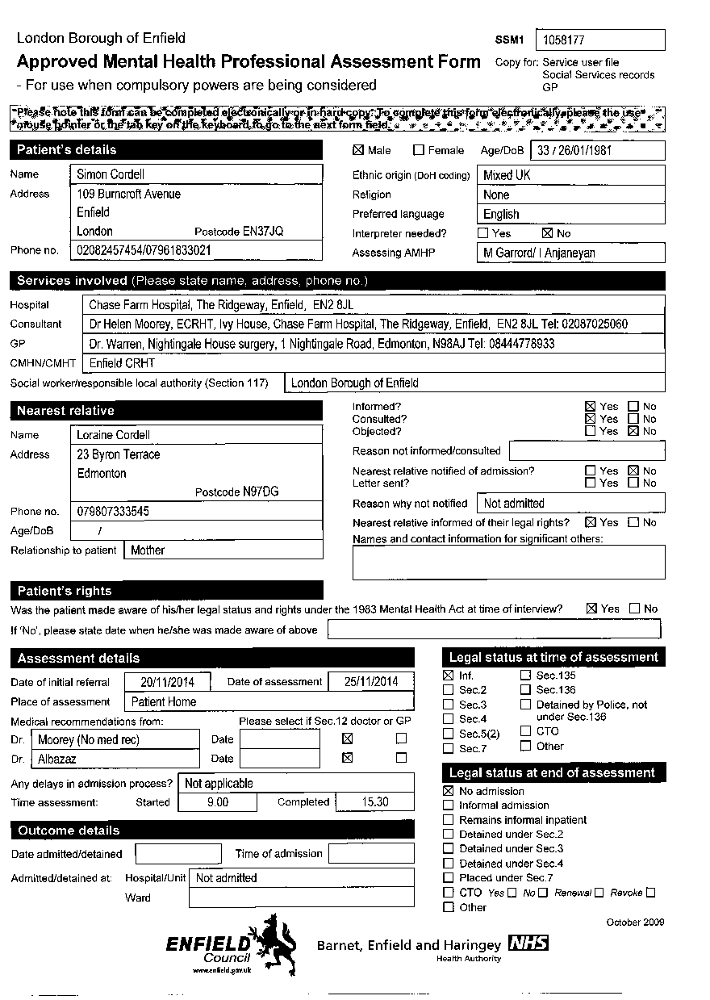 London Borough of Enfield
SSM1 1058177
Approved Mental Health Professional Assessment Form
Copy for: Service user file
Social Services records
GP
- For use when compulsory powers are being considered
Please note this form can be completed electronically or in hard copy. To complete this form electronically, please the use
mouse pointer or the tab key on the keyboard to go to the next form field.
Patient's details
Male Female Age/DoB 33 / 26/01/1981
Name Simon Cordell
Ethnic origin (DoH coding) Mixed UK
Address 109 Burncroft Avenue
Religion None
Enfield
Preferred language English
London Postcode EN37JQ
Interpreter needed? Yes No
Phone no. 02082457454/07961833021
Assessing AMHP M Garrord/ I Anjaneyan
Services involved (Please state name, address, phone no.)
Hospital Chase Farm Hospital, The Ridgeway, Enfield, EN2 8JL
Consultant Dr Helen Moorey, ECRHT, Ivy House, Chase Farm Hospital, The Ridgeway, Enfield, EN2 8JL Tel: 02087025060
GP Dr. Warren, Nightingale House surgery, 1 Nightingale Road, Edmonton, N98AJ Tel: 08444778933
CMHN/CMHT Enfield CRHT
Social worker/responsible local authority (Section 117) London Borough of Enfield
Nearest relative
Name Loraine Cordell
Address 23 Byron Terrace
Edmonton
Postcode N97DG
Phone no. 079807333545
Age/DoB /
Relationship to patient Mother
Informed? Yes No
Consulted? Yes No
Objected? Yes No
Reason not informed/consulted
Nearest relative notified of admission? Yes No
Letter sent? Yes No
Reason why not notified Not admitted
Nearest relative informed of their legal rights? Yes No
Names and contact information for significant others:
Patient's rights
Was the patient made aware of his/her legal status and rights under the 1983 Mental Health Act at time of interview? Yes No
If 'No', please state date when he/she was made aware of above
Assessment details
Date of initial referral 20/11/2014 Date of assessment 25/11/2014
Place of assessment Patient Home
Medical recommendations from: Please select if Sec.12 doctor or GP
Dr. Moorey (No med rec) Date
Dr. Albazaz Date
Any delays in admission process? Not applicable
Time assessment: Started 9.00 Completed 15.30
Outcome details
Date admitted/detained Time of admission
Admitted/detained at: Hospital/Unit Not admitted
Ward
Legal status at time of assessment
Inf. Sec.135
Sec.2 Sec.136
Sec.3 Detained by Police, not
under Sec.136
Sec.4
Sec.5(2) CTO
Sec.7 Other
Legal status at end of assessment
No admission
Informal admission
Remains informal inpatient
Detained under Sec.2
Detained under Sec.3
Detained under Sec.4
Placed under Sec.7
CTO Yes No Renewal Revoke
Other
October 2009
ENFIELD
Council
www.enfield.gov.uk
Barnet, Enfield and Haringey NHS
Health Authority